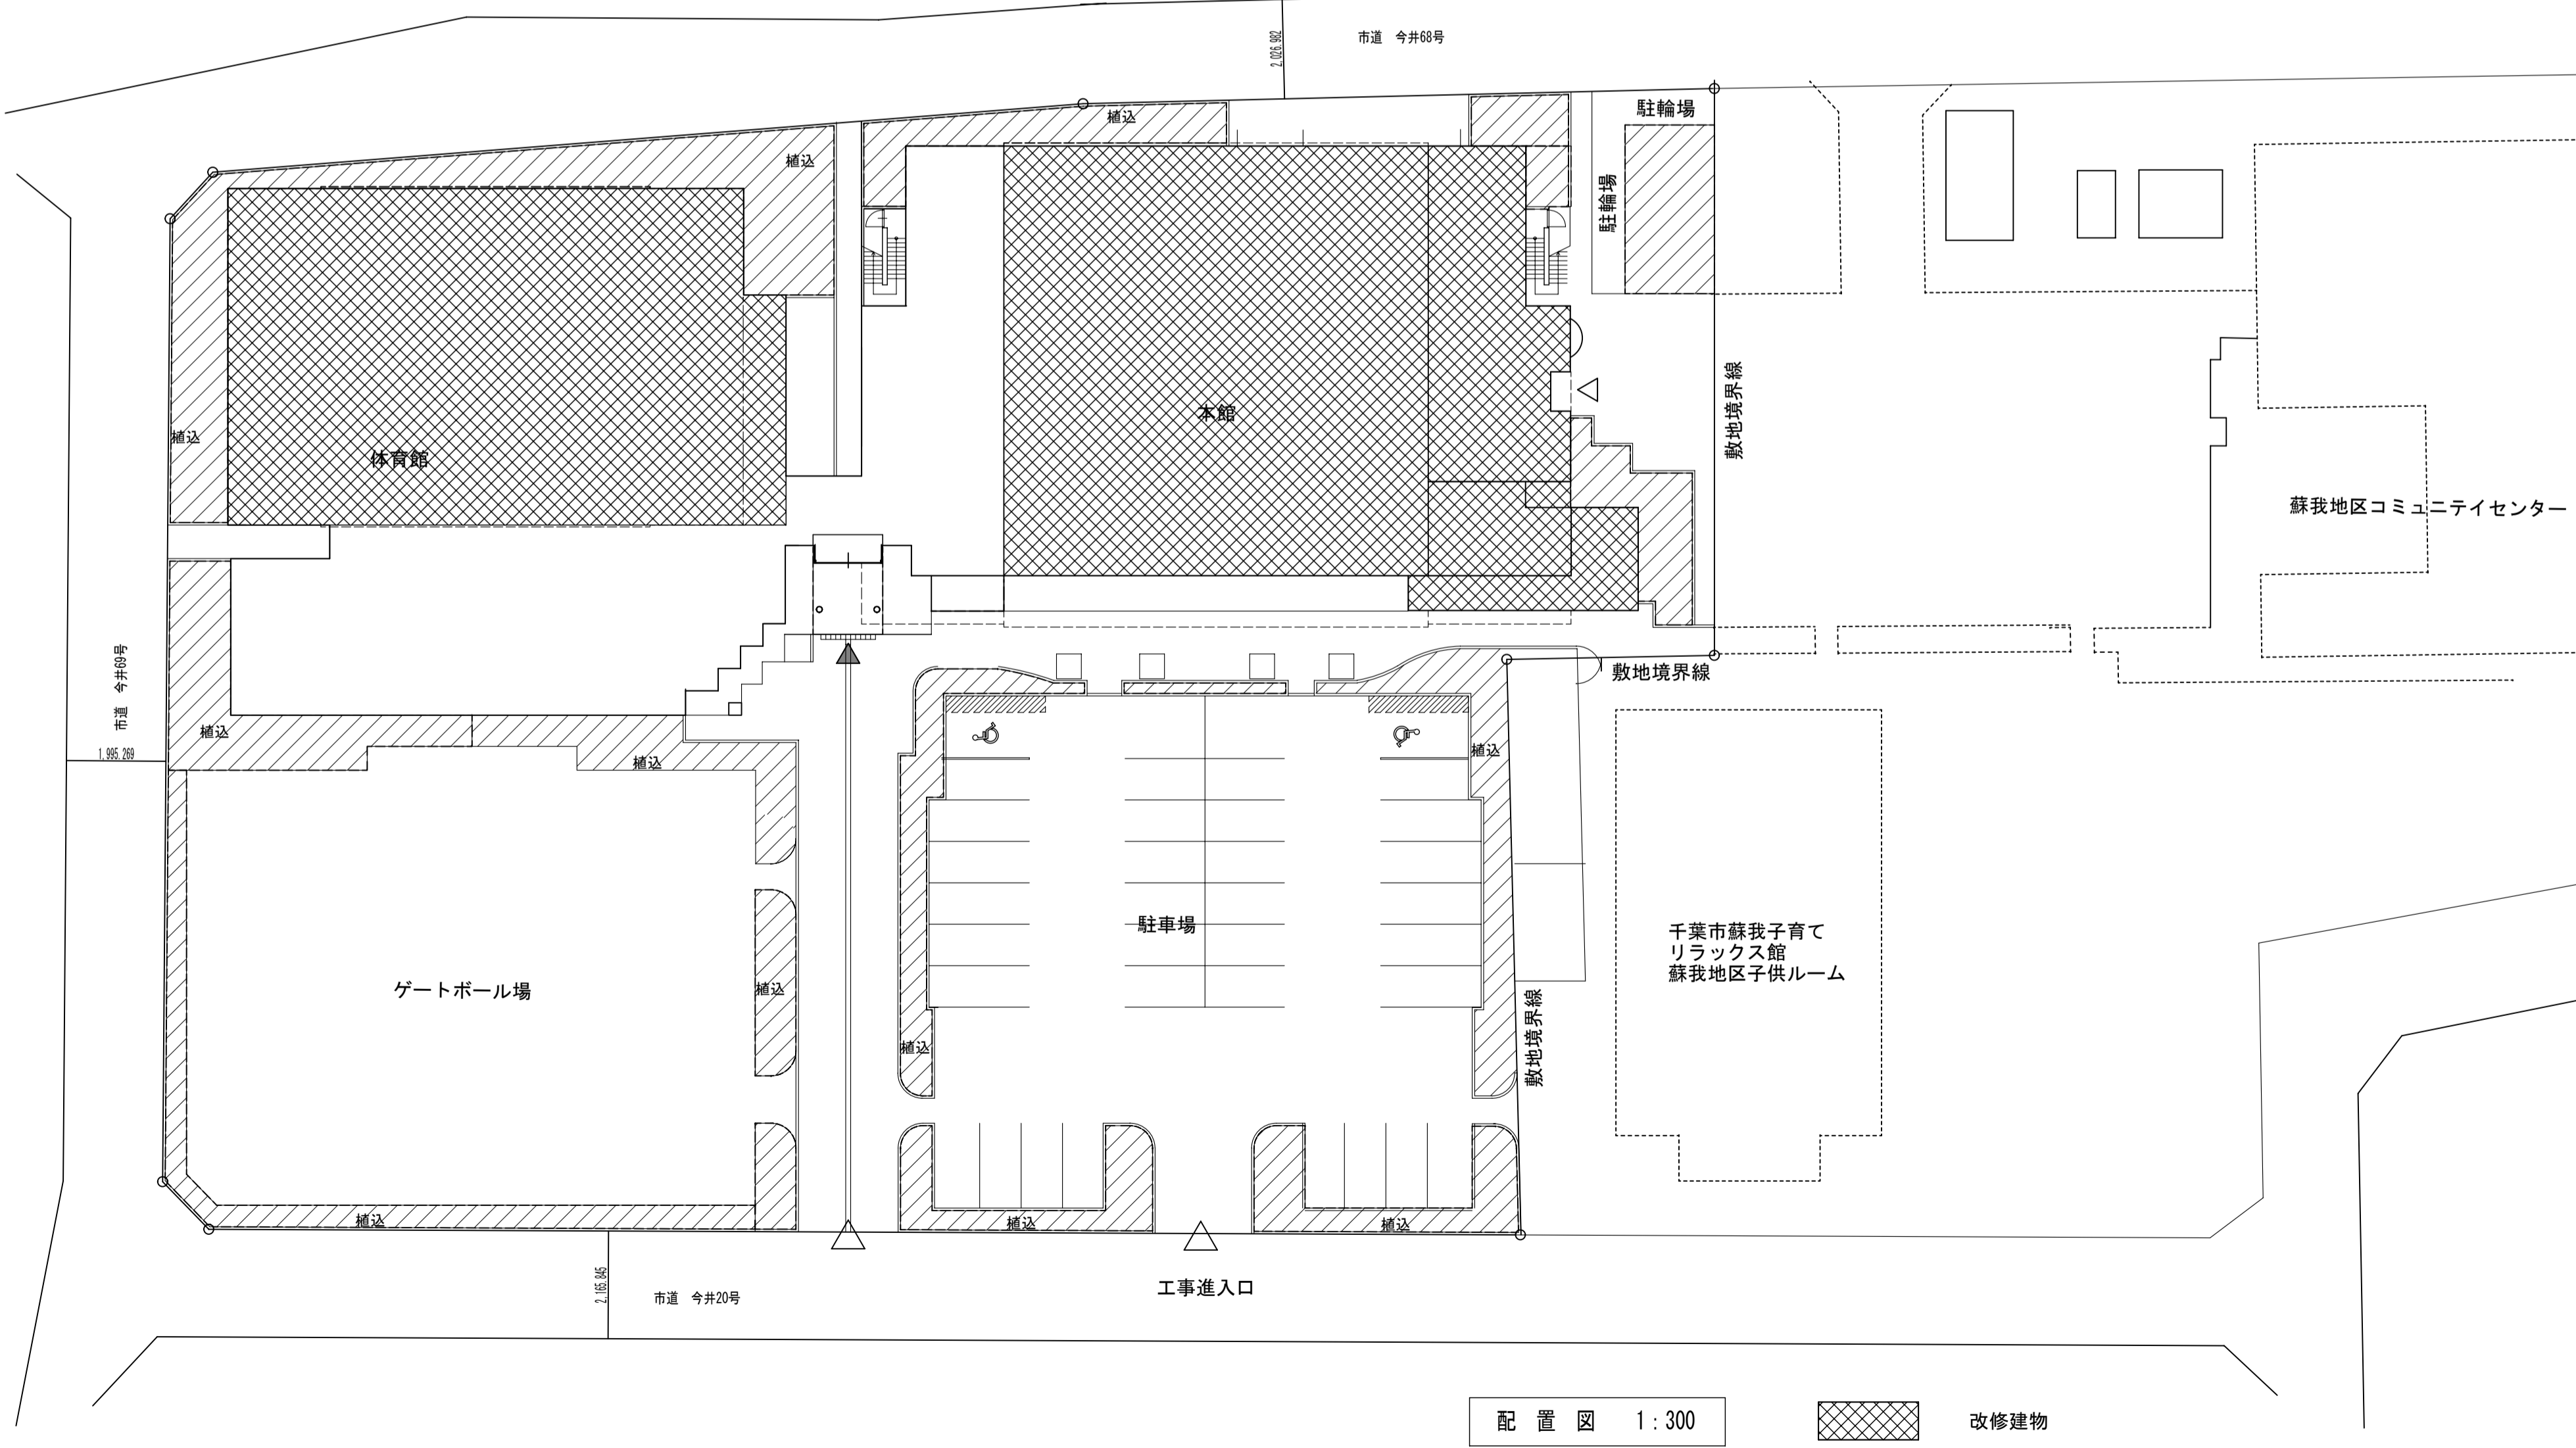 市道　今井68号
2,026.982
駐輪場
植込
植込
駐輪場
本館
植込
体育館
敷地境界線
蘇我地区コミュニテイセンター
市道　今井69号
敷地境界線
植込
1,995.269
植込
植込
駐車場
千葉市蘇我子育て
リラックス館
蘇我地区子供ルーム
ゲートボール場
植込
敷地境界線
植込
植込
植込
植込
2,165.845
市道　今井20号
工事進入口
配　置　図　　1：300
改修建物